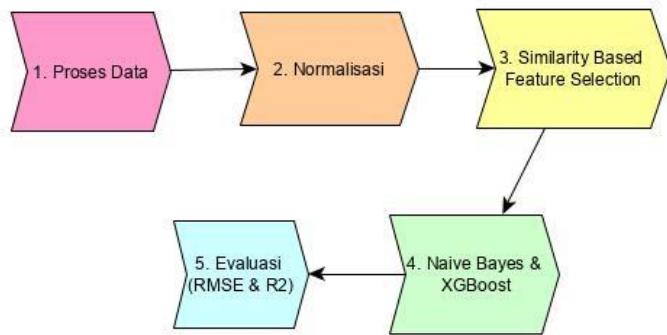 1. Proses Data
2. Normalisasi
3. Similarity Based
Feature Selection
4. Naive Bayes &
XGBoost
5. Evaluasi
(RMSE & R2)